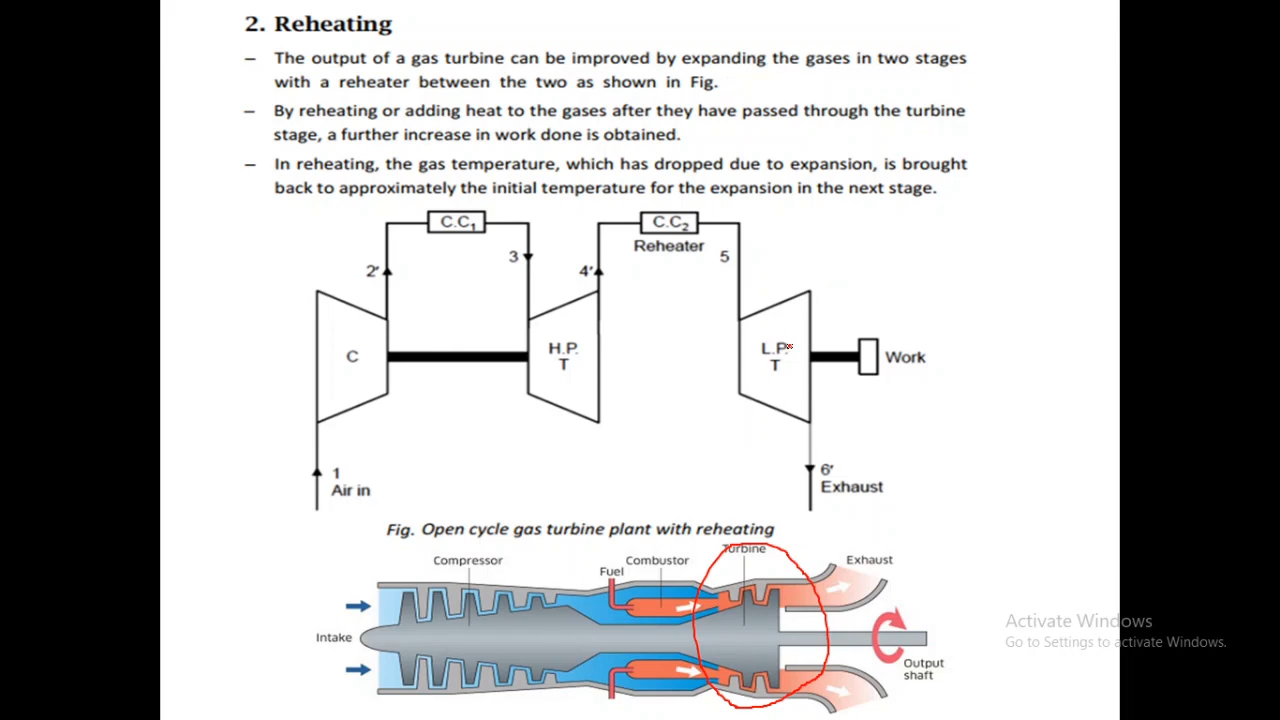 2. Reheating
– The output of a gas turbine can be improved by expanding the gases in two stages
with a reheater between the two as shown in Fig.
– By reheating or adding heat to the gases after they have passed through the turbine
stage, a further increase in work done is obtained.
– In reheating, the gas temperature, which has dropped due to expansion, is brought
back to approximately the initial temperature for the expansion in the next stage.
C.C₁
C.C₂
Reheater
2'
3
4'
5
C
H.P.
T
L.P.
T
Work
1
Air in
6'
Exhaust
Fig. Open cycle gas turbine plant with reheating
Compressor
Fuel
Combustor
Turbine
Exhaust
Intake
Output
shaft
Activate Windows
Go to Settings to activate Windows.